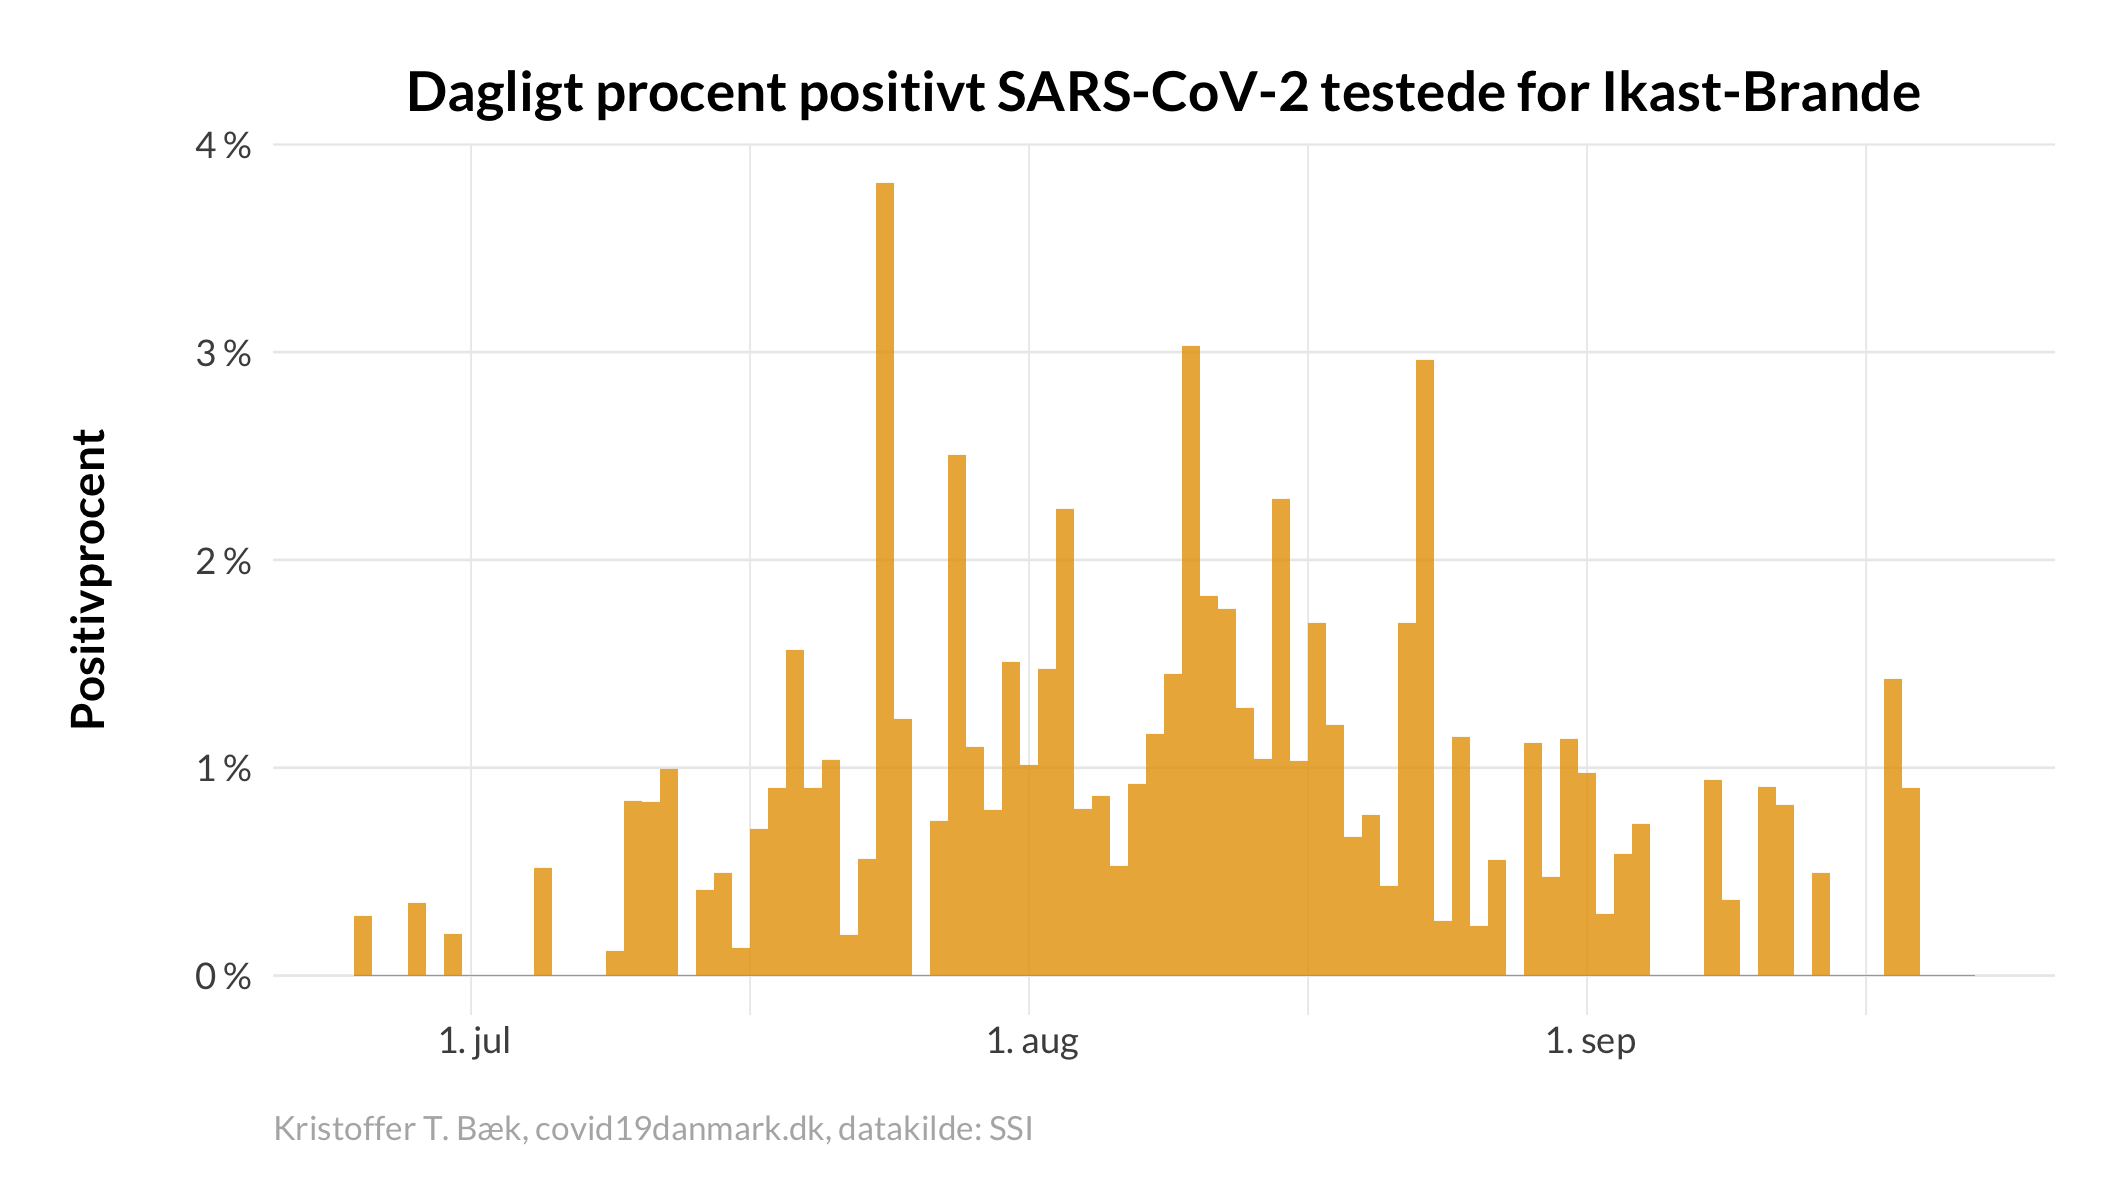 Dagligt procent positivt SARS-CoV-2 testede for Ikast-Brande
Positivprocent
4 %
3 %
2 %
1 %
0 %
1. jul
1. aug
1. sep
Kristoffer T. Bæk, covid19danmark.dk, datakilde: SSI